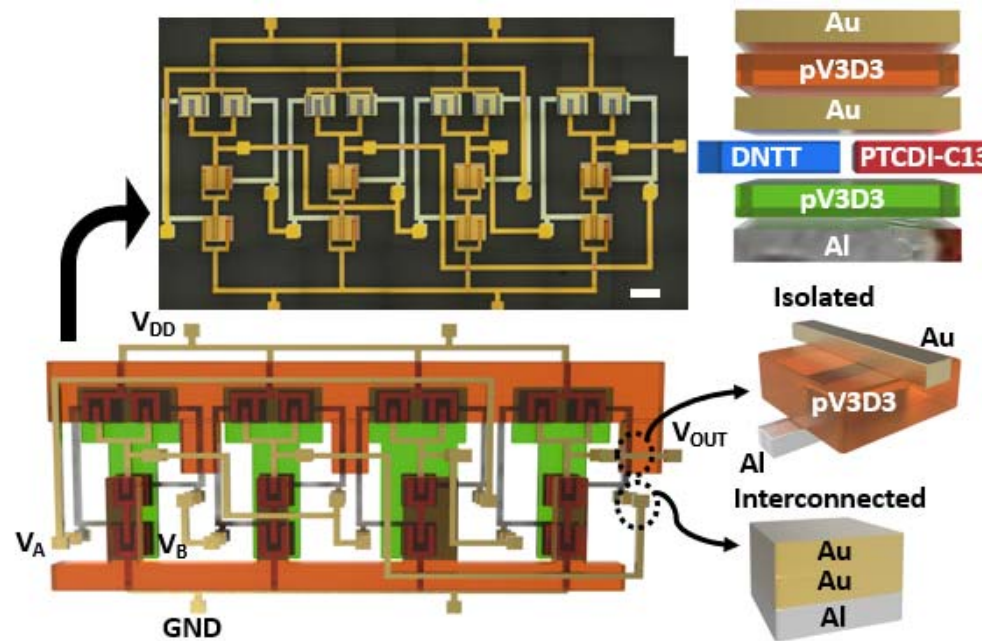 Au
pV3D3
Au
DNTT
PTCDI-C13
pV3D3
Al
Isolated
Au
pV3D3
Al
Interconnected
Au
Au
Al
V_DD
V_OUT
V_A
V_B
GND